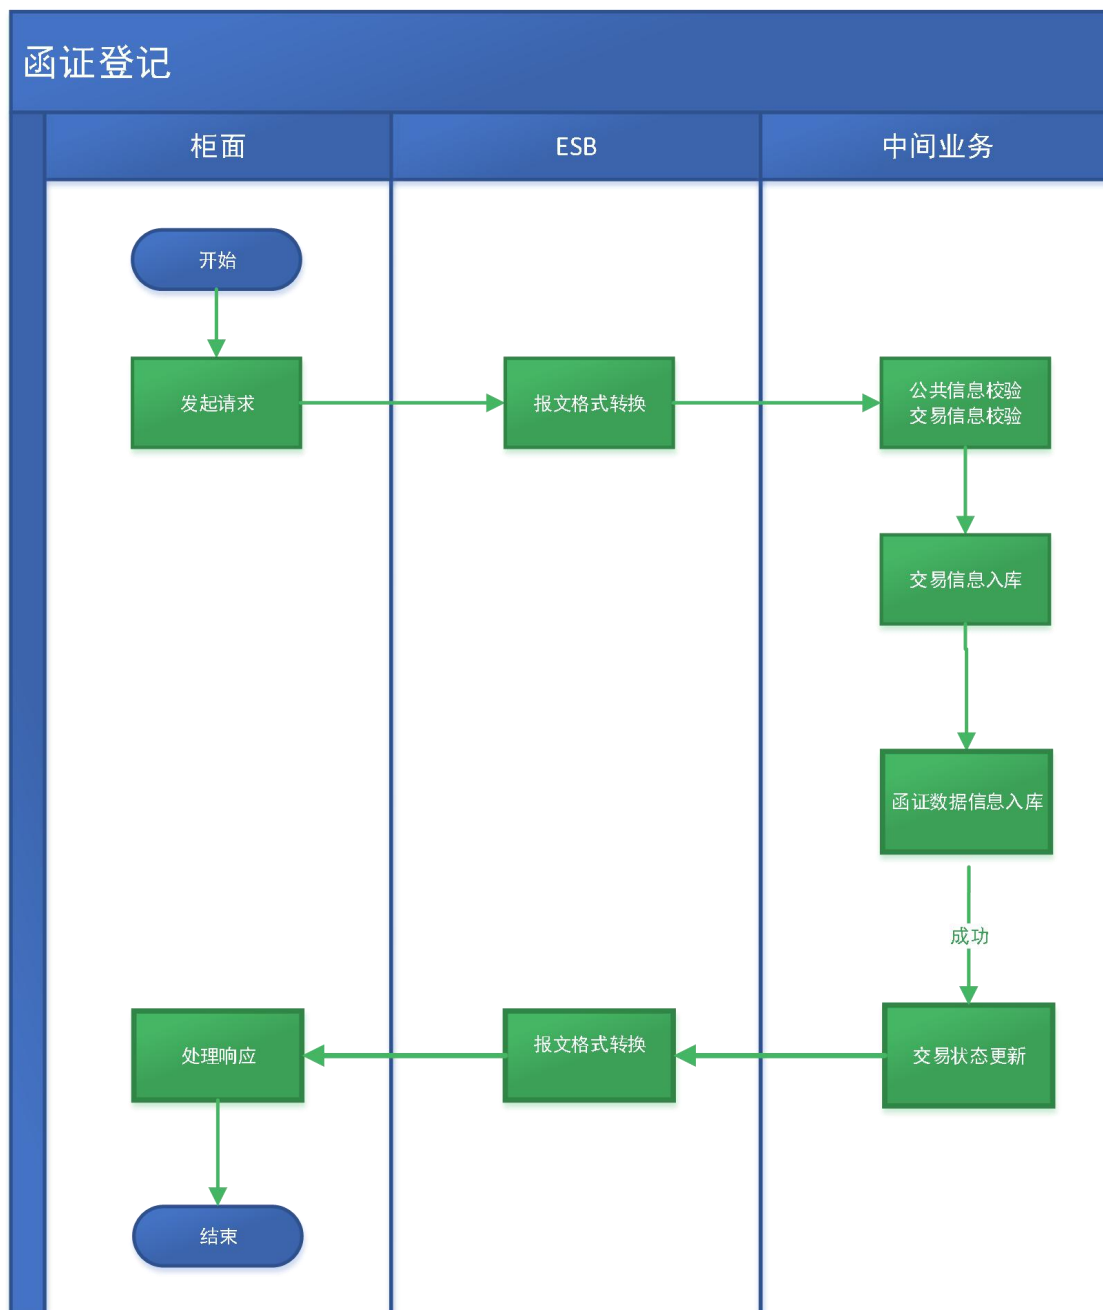 函证登记
柜面
ESB
中间业务
开始
发起请求
报文格式转换
公共信息校验
交易信息校验
交易信息入库
函证数据信息入库
成功
处理响应
报文格式转换
交易状态更新
结束